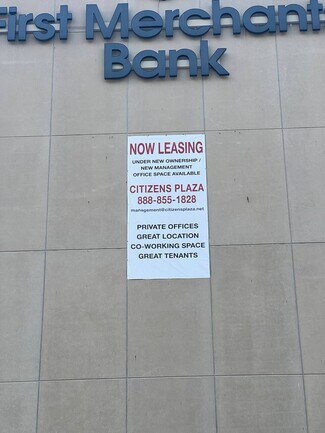 First Merchant
Bank
NOW LEASING
UNDER NEW OWNERSHIP /
NEW MANAGEMENT
OFFICE SPACE AVAILABLE
CITIZENS PLAZA
888-855-1828
management@citizensplaza.net
PRIVATE OFFICES
GREAT LOCATION
CO-WORKING SPACE
GREAT TENANTS